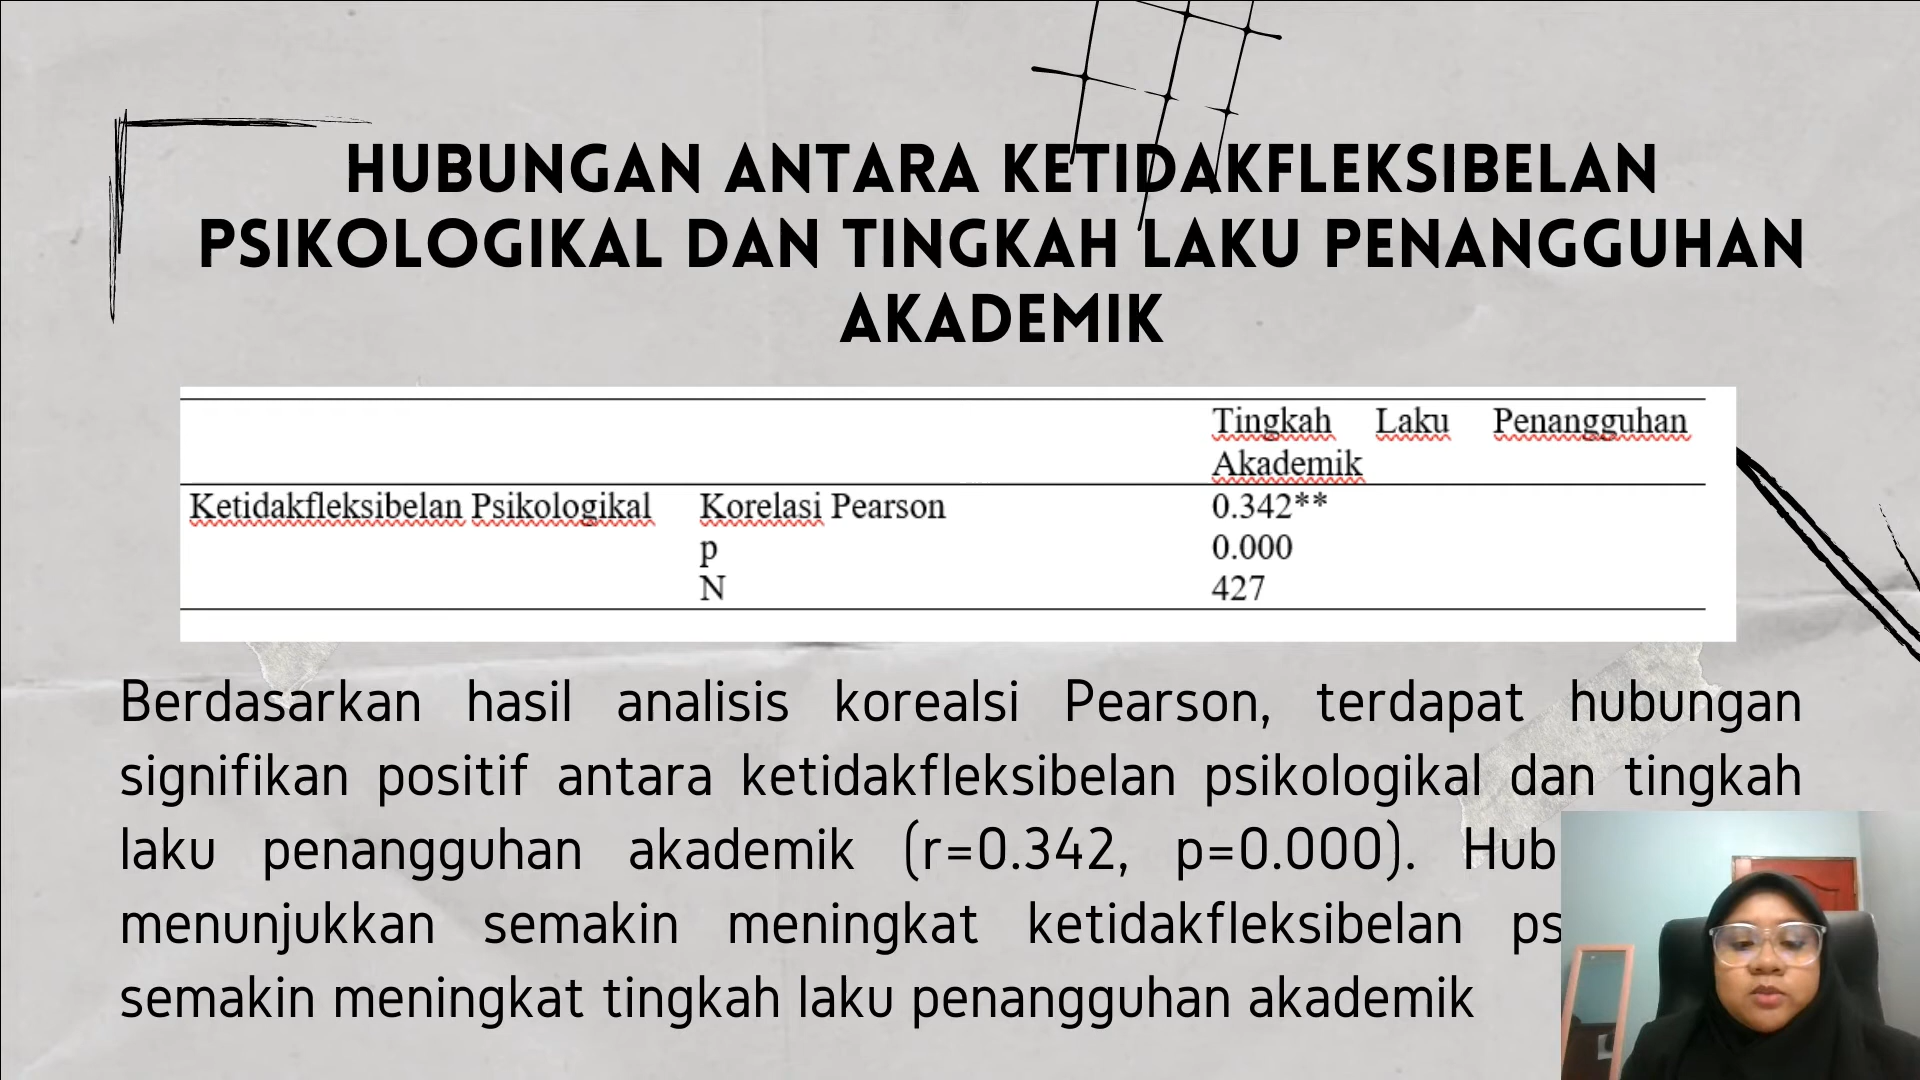 HUBUNGAN ANTARA KETIDAKFLEKSIBELAN
PSIKOLOGIKAL DAN TINGKAH LAKU PENANGGUHAN
AKADEMIK
Tingkah Laku Penangguhan
Akademik
Ketidakfleksibelan Psikologikal Korelasi Pearson 0.342**
p 0.000
N 427
Berdasarkan hasil analisis korealsi Pearson, terdapat hubungan
signifikan positif antara ketidakfleksibelan psikologikal dan tingkah
laku penangguhan akademik (r=0.342, p=0.000).
menunjukkan semakin meningkat ketidakfleksibelan
semakin meningkat tingkah laku penangguhan akademik